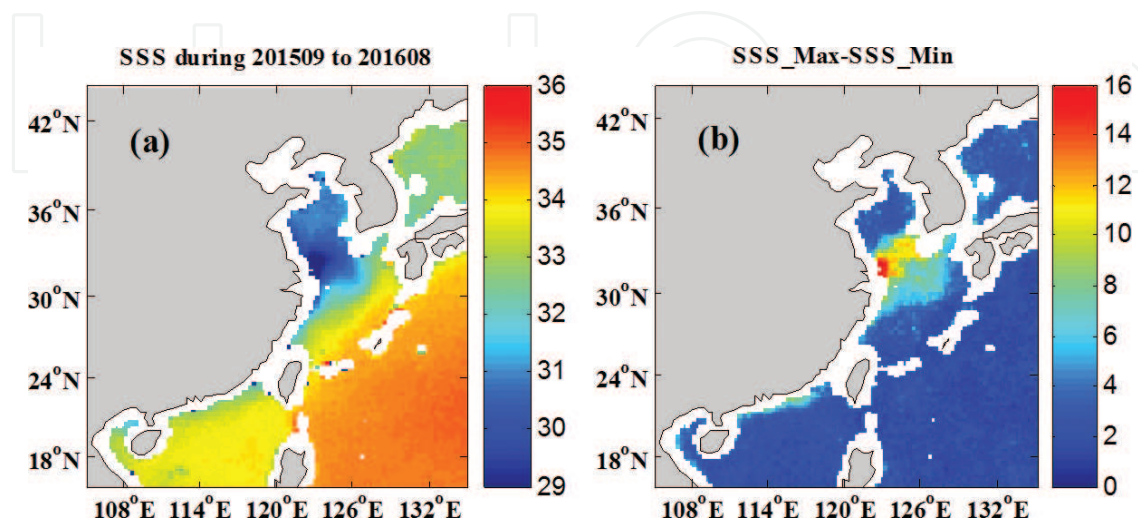 SSS during 201509 to 201608
(a)
42°N
36°N
30°N
24°N
18°N
108°E 114°E 120°E 126°E 132°E
36
35
34
33
32
31
30
29
SSS_Max-SSS_Min
(b)
42°N
36°N
30°N
24°N
18°N
108°E 114°E 120°E 126°E 132°E
16
14
12
10
8
6
4
2
0